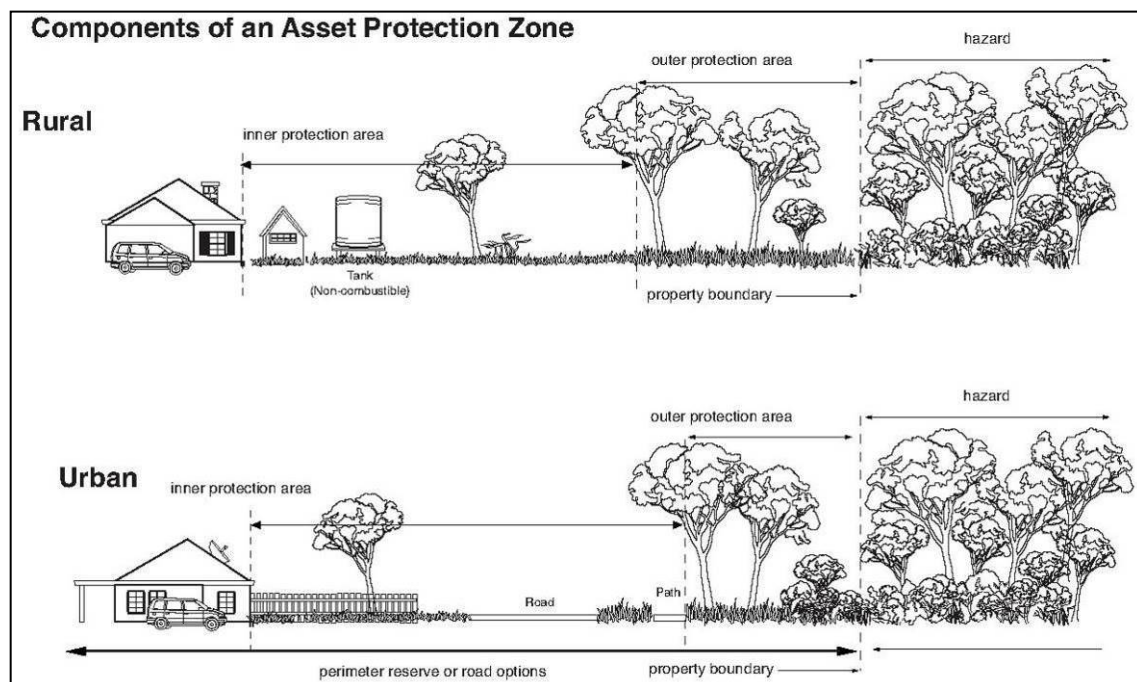 Components of an Asset Protection Zone
hazard
outer protection area
Rural
inner protection area
Tank
(Non-combustible)
property boundary
hazard
outer protection area
Urban
inner protection area
Road
Path
perimeter reserve or road options
property boundary